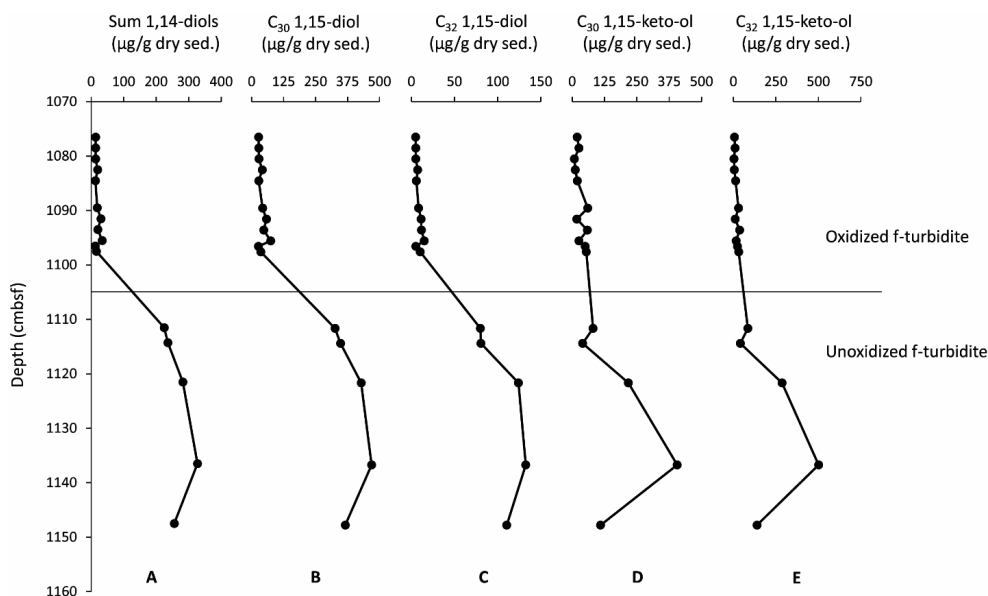 Sum 1,14-diols
(µg/g dry sed.)
C30 1,15-diol
(µg/g dry sed.)
C32 1,15-diol
(µg/g dry sed.)
C30 1,15-keto-ol
(µg/g dry sed.)
C32 1,15-keto-ol
(µg/g dry sed.)
0 100 200 300 400
0 125 250 375 500
0 50 100 150
0 125 250 375 500
0 250 500 750
Depth (cmbsf)
1070
1080
1090
1100
1110
1120
1130
1140
1150
1160
Oxidized f-turbidite
Unoxidized f-turbidite
A B C D E